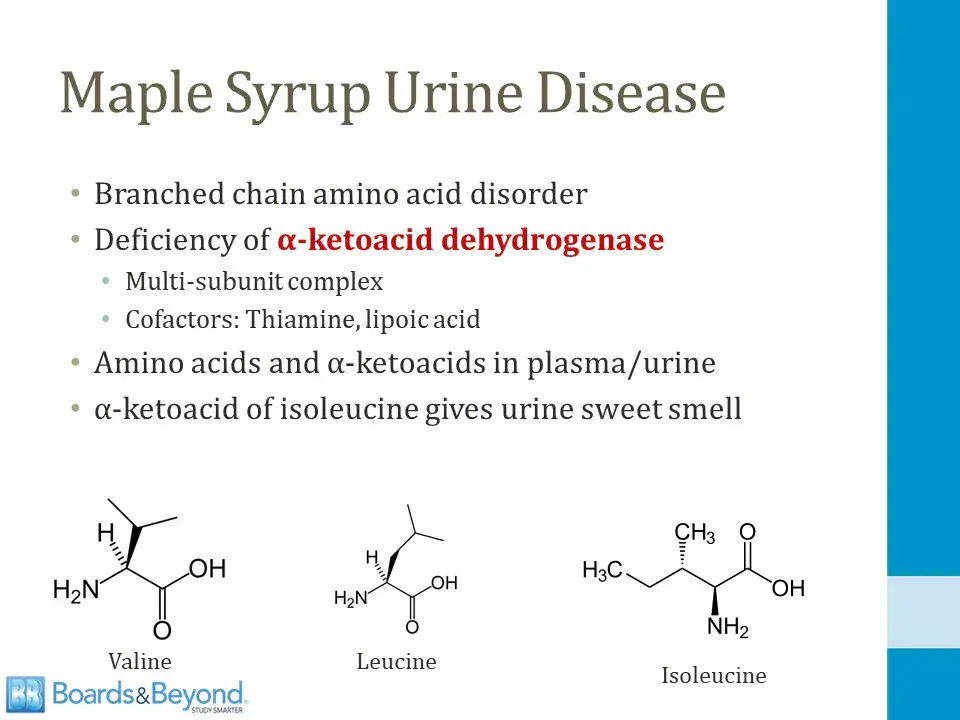 Maple Syrup Urine Disease
• Branched chain amino acid disorder
• Deficiency of α-ketoacid dehydrogenase
• Multi-subunit complex
• Cofactors: Thiamine, lipoic acid
• Amino acids and α-ketoacids in plasma/urine
• α-ketoacid of isoleucine gives urine sweet smell
H
H₂N
OH
O
Valine
H
H₂N
OH
O
Leucine
CH₃
O
H₃C
OH
NH₂
Isoleucine
BB Boards&Beyond.
STUDY SMARTER